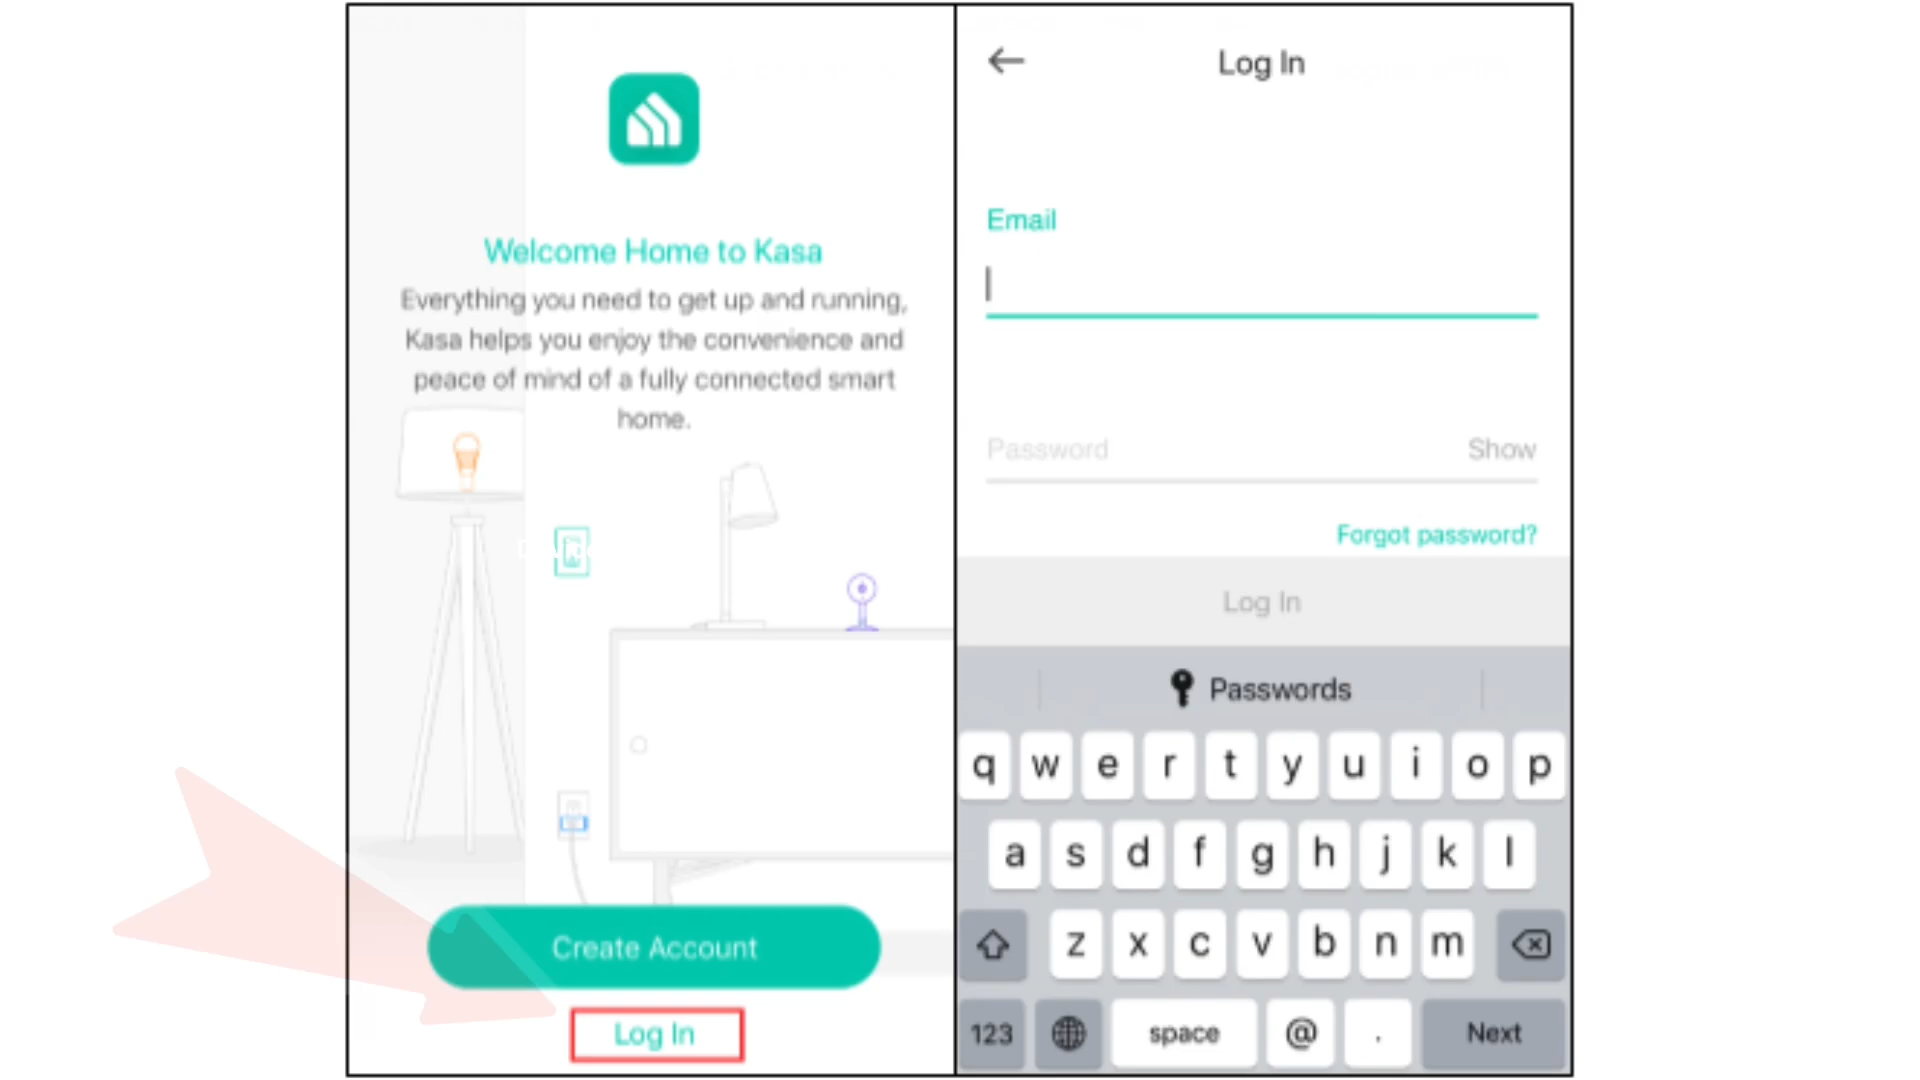 Welcome Home to Kasa
Everything you need to get up and running,
Kasa helps you enjoy the convenience and
peace of mind of a fully connected smart
home.
Create Account
Log In
Log In
Email
Password Show
Forgot password?
Log In
Passwords
q w e r t y u i o p
a s d f g h j k l
z x c v b n m
123 space @ . Next